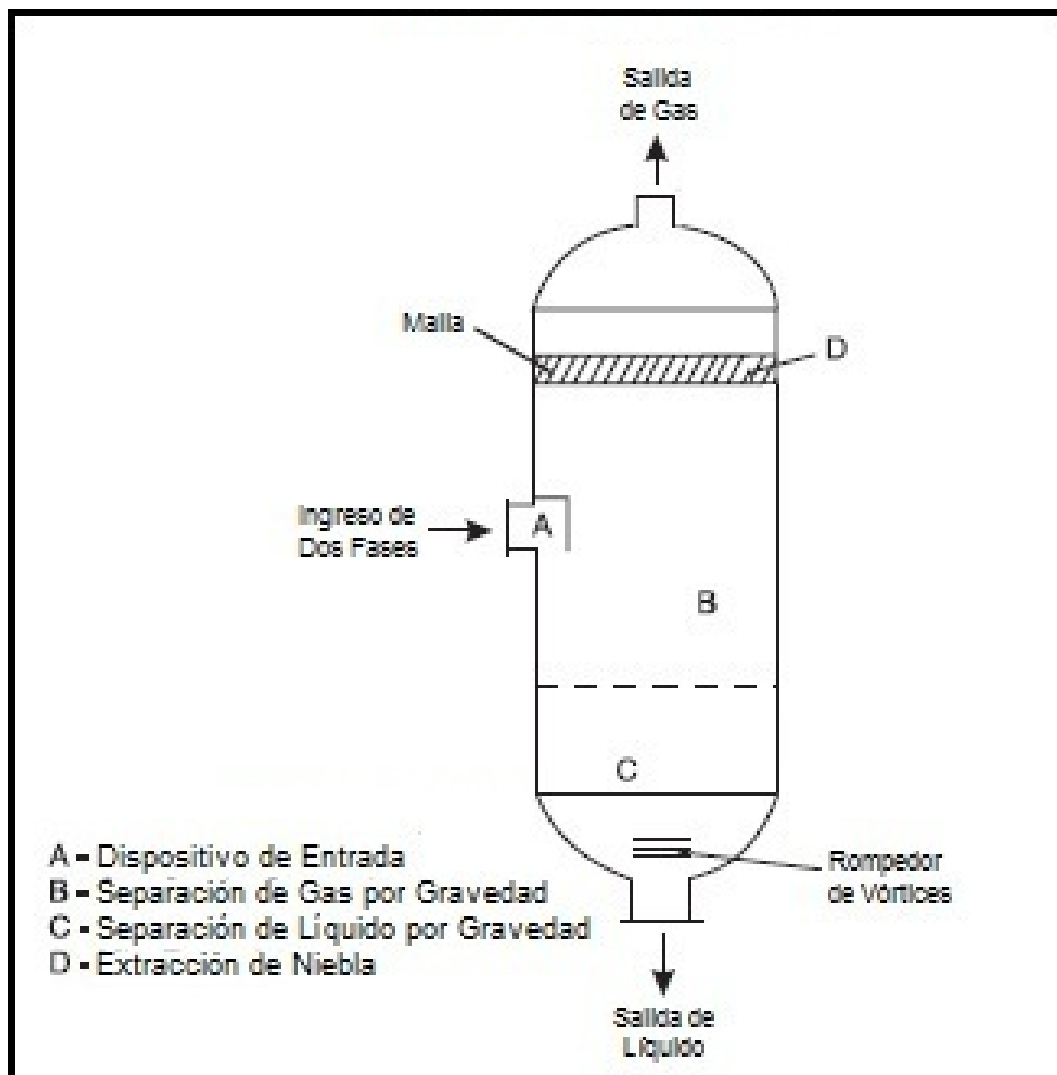 Salida
de Gas
Malla
D
Ingreso de
Dos Fases
A
B
C
A - Dispositivo de Entrada
B - Separación de Gas por Gravedad
C - Separación de Líquido por Gravedad
D - Extracción de Niebla
Rompedor
de Vórtices
Salida de
Líquido